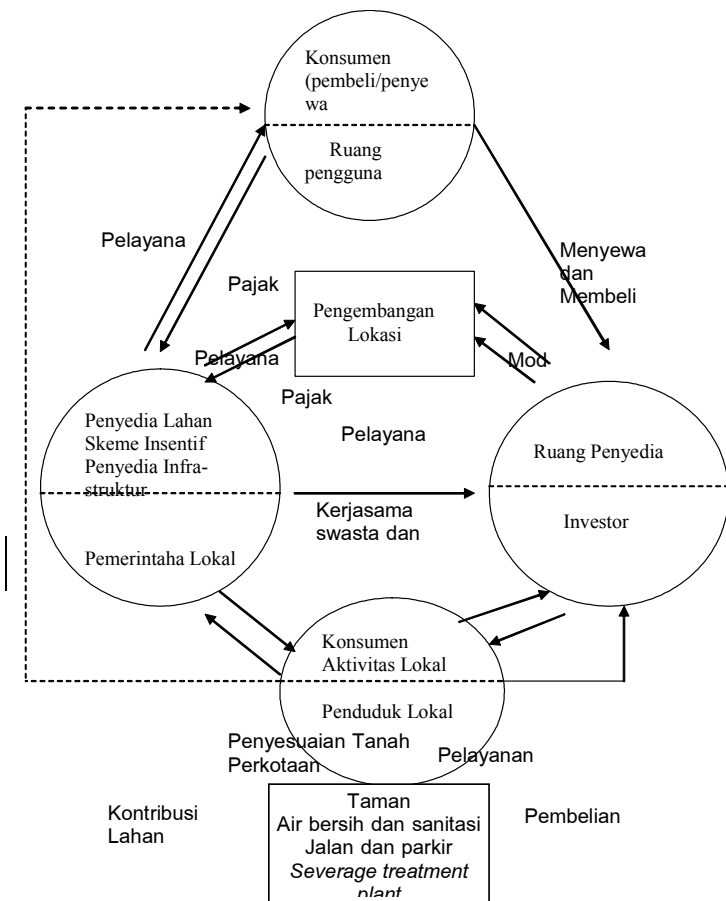 Konsumen
(pembeli/penye
wa
Ruang
pengguna
Pelayana
Menyewa
dan
Membeli
Pajak
Pengembangan
Lokasi
Pelayana
Mod
Pajak
Pelayana
Penyedia Lahan
Skeme Insentif
Penyedia Infra-
struktur
Pemerintaha Lokal
Ruang Penyedia
Investor
Kerjasama
swasta dan
Konsumen
Aktivitas Lokal
Penduduk Lokal
Penyesuaian Tanah
Perkotaan
Pelayanan
Kontribusi
Lahan
Pembelian
Taman
Air bersih dan sanitasi
Jalan dan parkir
Severage treatment
plant